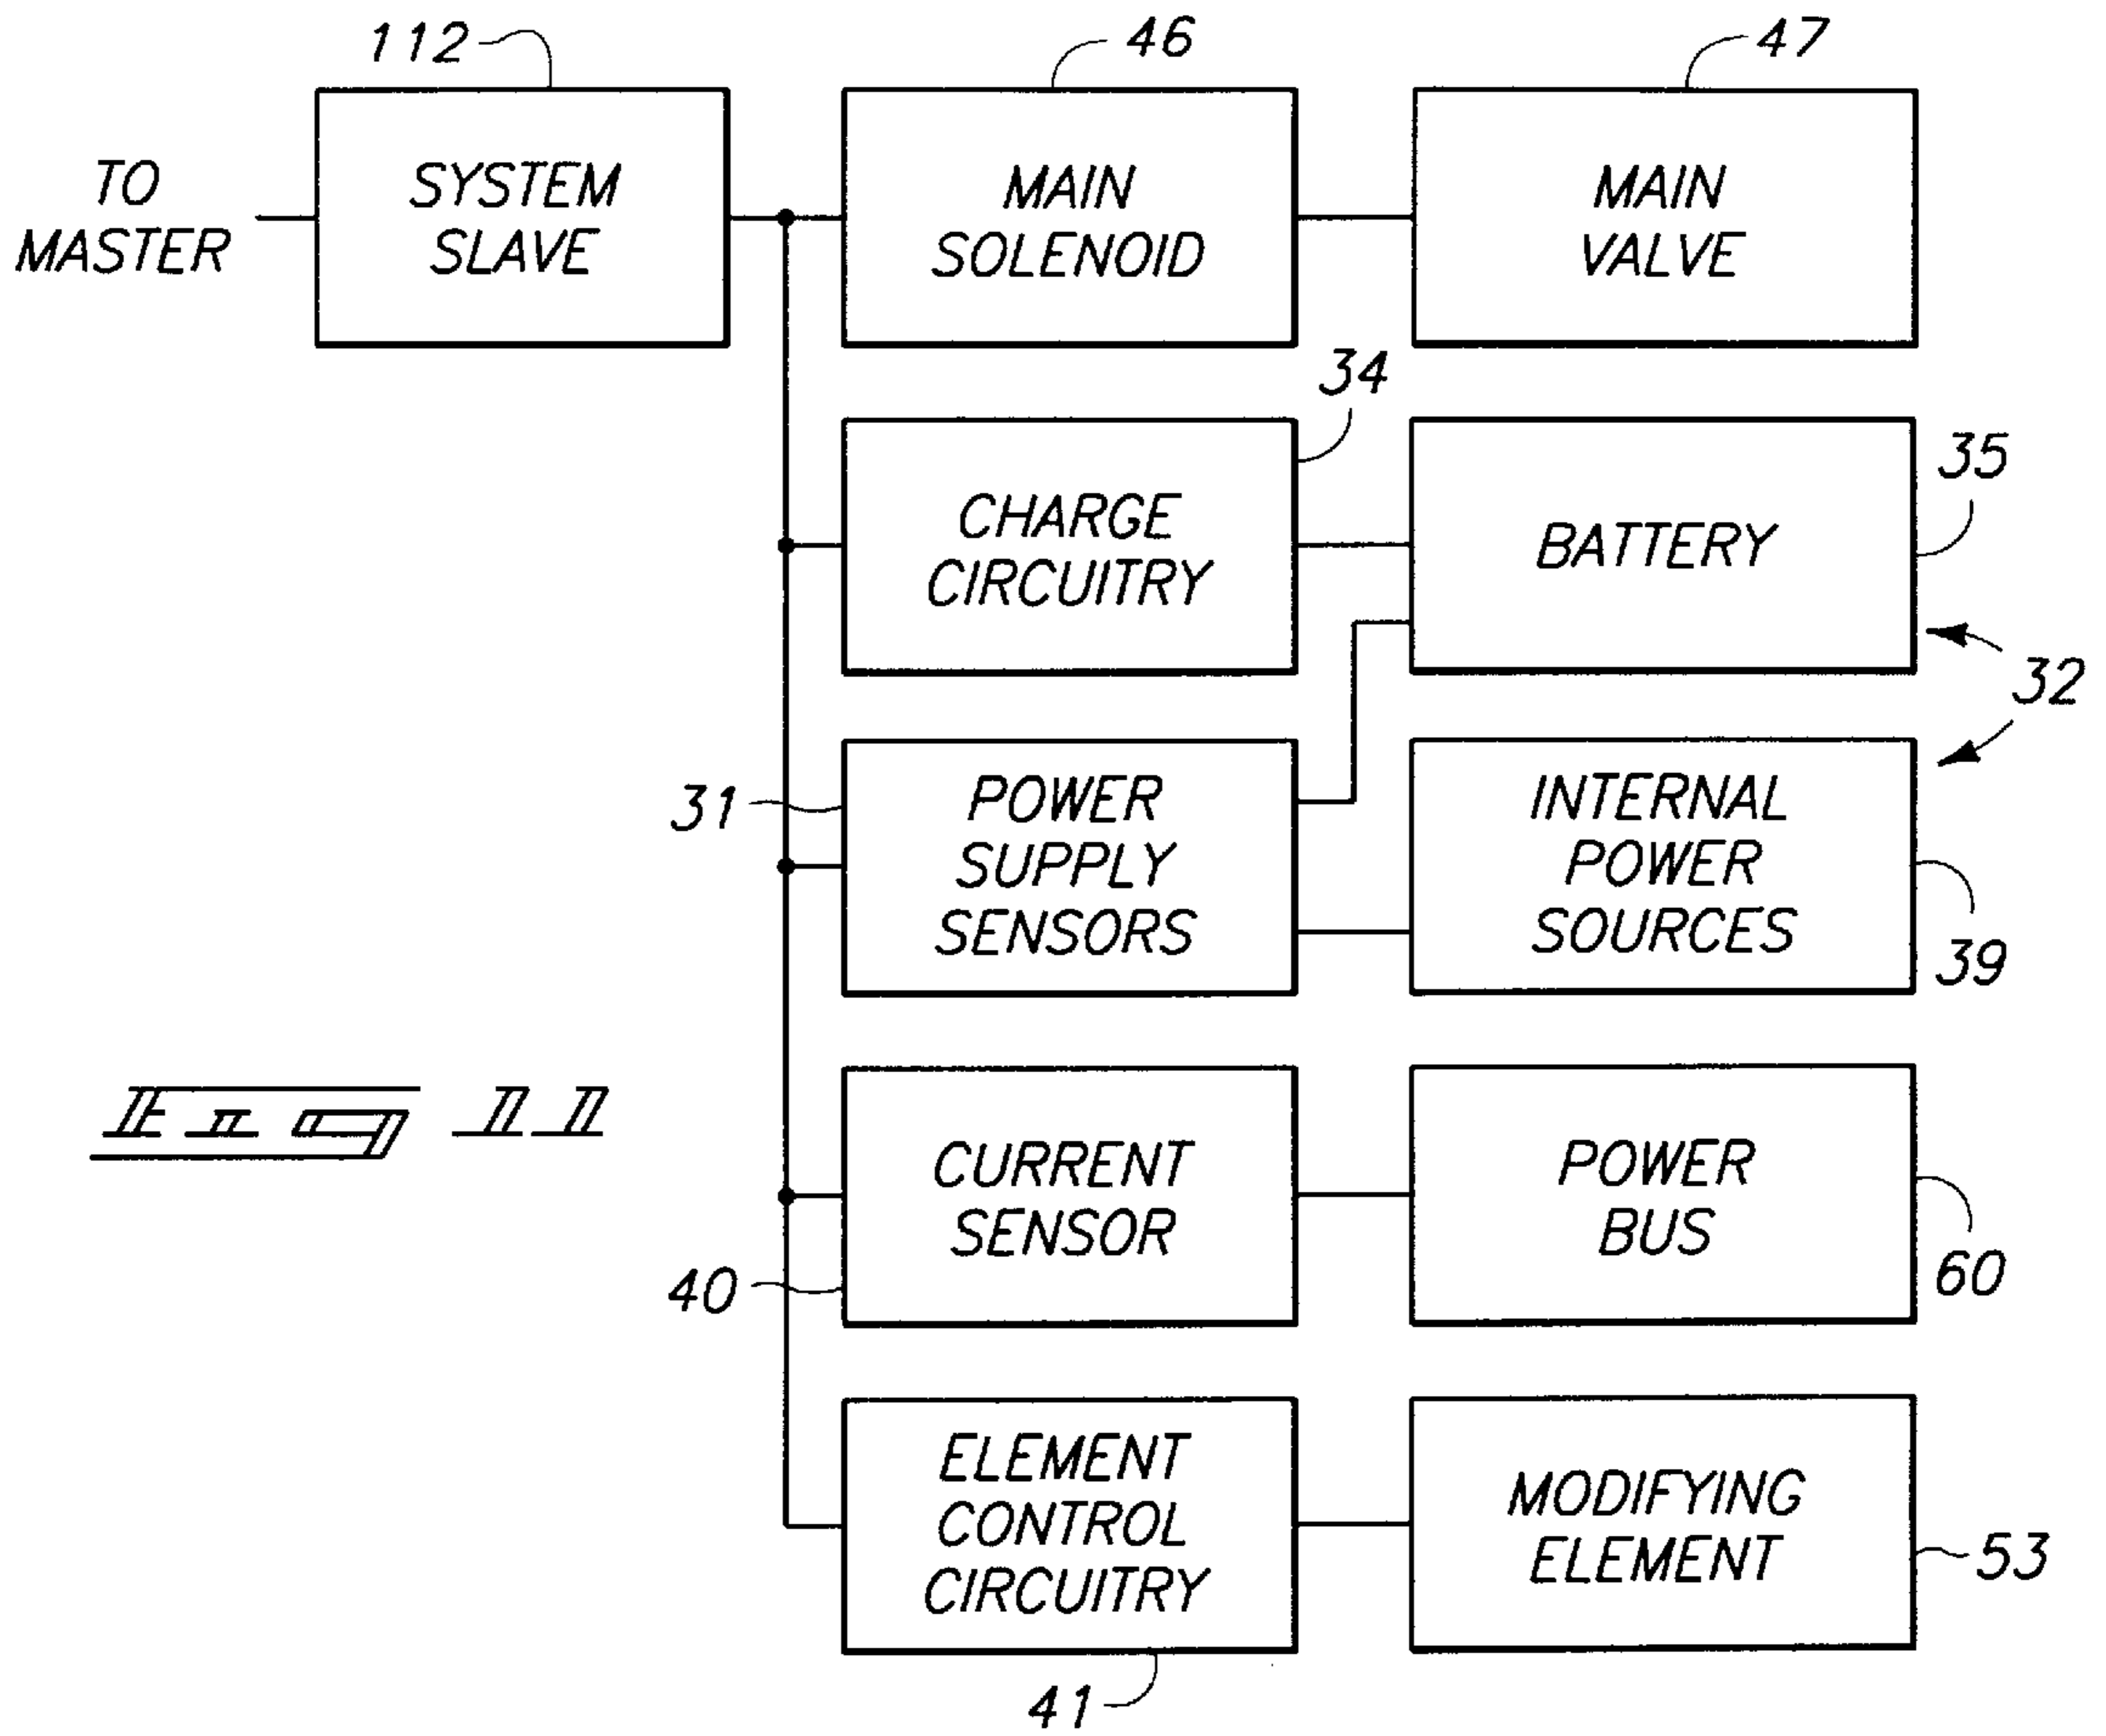 112
46
47
TO
MASTER
SYSTEM
SLAVE
MAIN
SOLENOID
MAIN
VALVE
34
CHARGE
CIRCUITRY
BATTERY
35
32
31
POWER
SUPPLY
SENSORS
INTERNAL
POWER
SOURCES
39
Fig 11
CURRENT
SENSOR
40
POWER
BUS
60
ELEMENT
CONTROL
CIRCUITRY
41
MODIFYING
ELEMENT
53